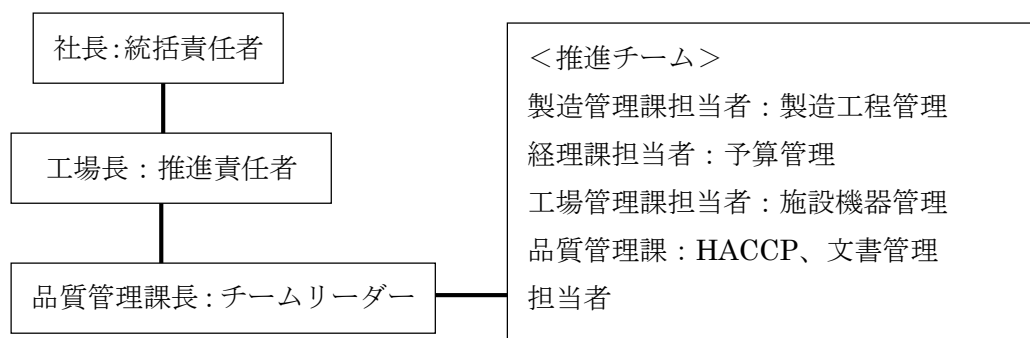 社長：統括責任者
工場長：推進責任者
品質管理課長：チームリーダー
＜推進チーム＞
製造管理課担当者：製造工程管理
経理課担当者：予算管理
工場管理課担当者：施設機器管理
品質管理課：HACCP、文書管理
担当者